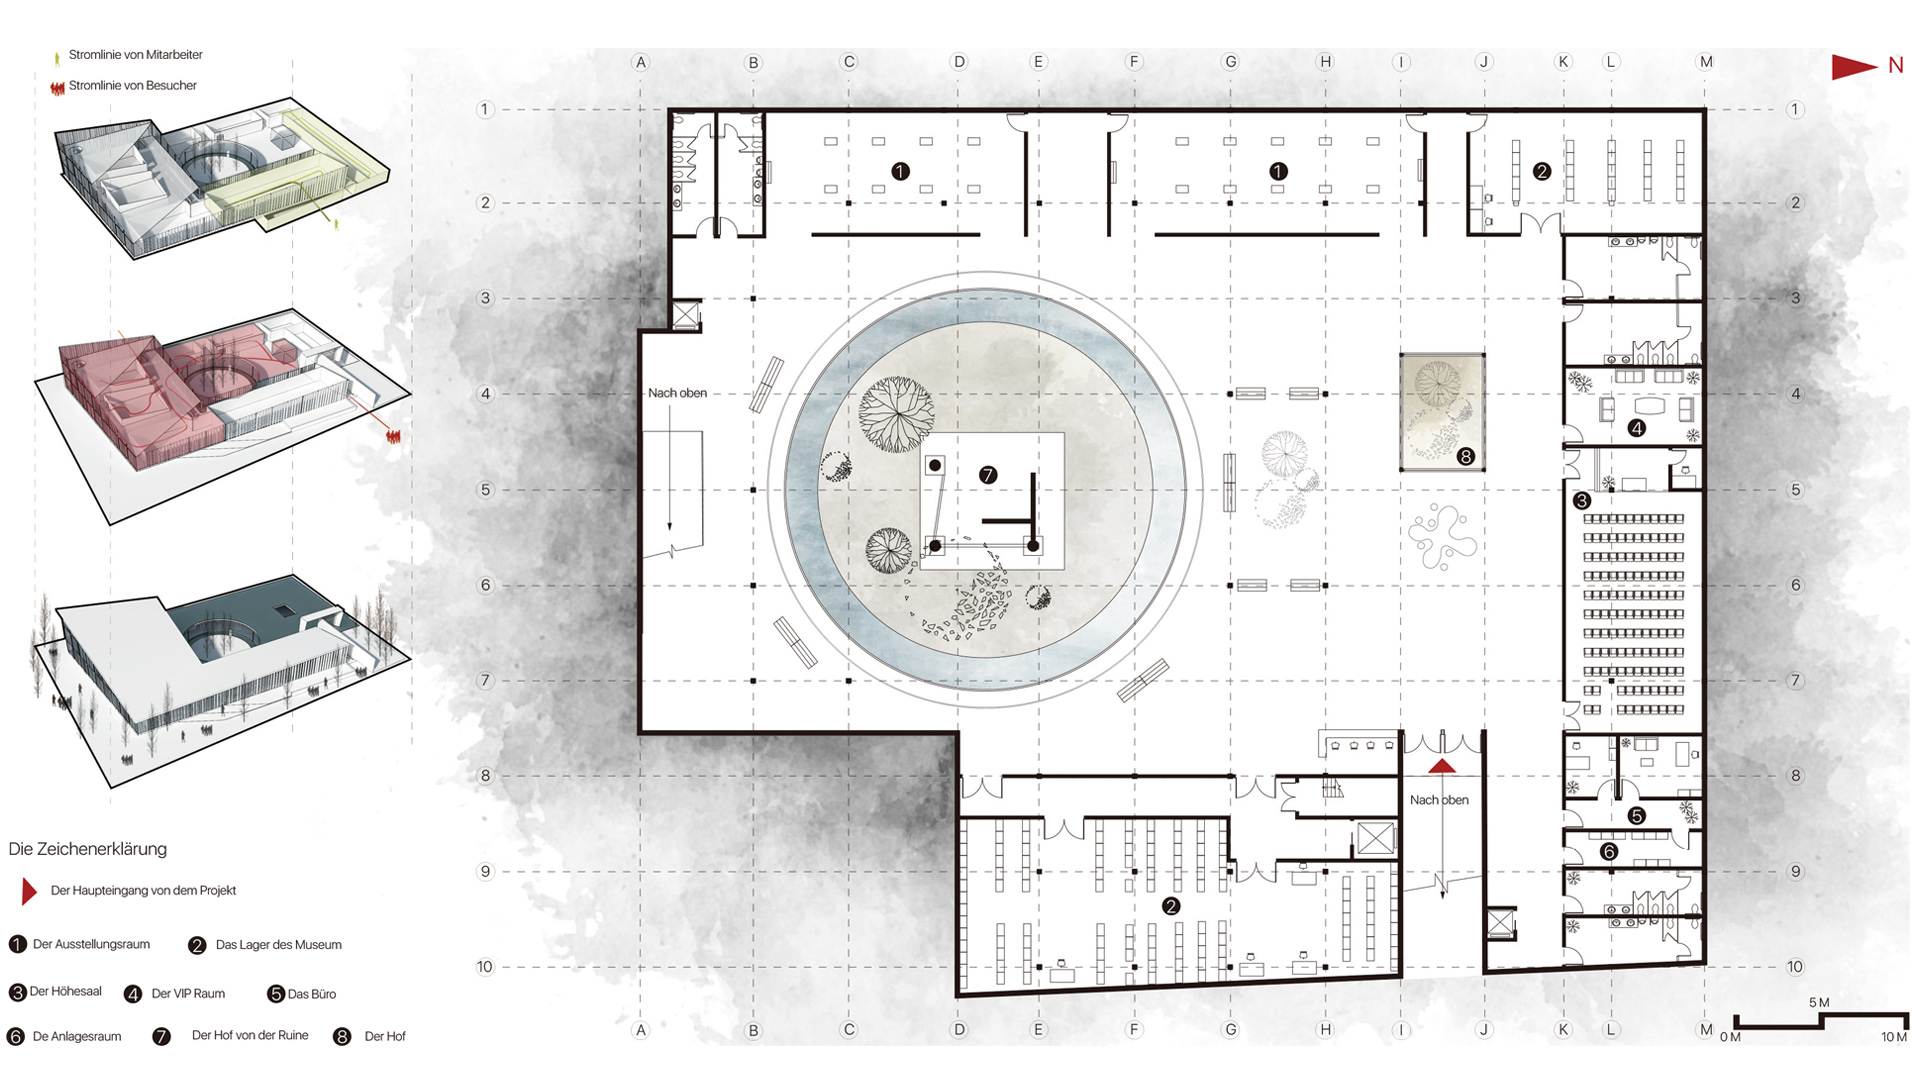 Stromlinie von Mitarbeiter
Stromlinie von Besucher
A B C D E F G H I J K L M
N
1 1
1 1 2
2 2
3 3
Nach oben
4 4
4
8
7
3
5 5
6 6
7 7
8 8
Nach oben
5
6
9 9
2
10 10
A B C D E F G H I J K L M
5 M
0 M 10 M
Die Zeichenerklärung
Der Haupteingang von dem Projekt
1 Der Ausstellungsraum 2 Das Lager des Museum
3 Der Höhesaal 4 Der VIP Raum 5 Das Büro
6 De Anlagesraum 7 Der Hof von der Ruine 8 Der Hof